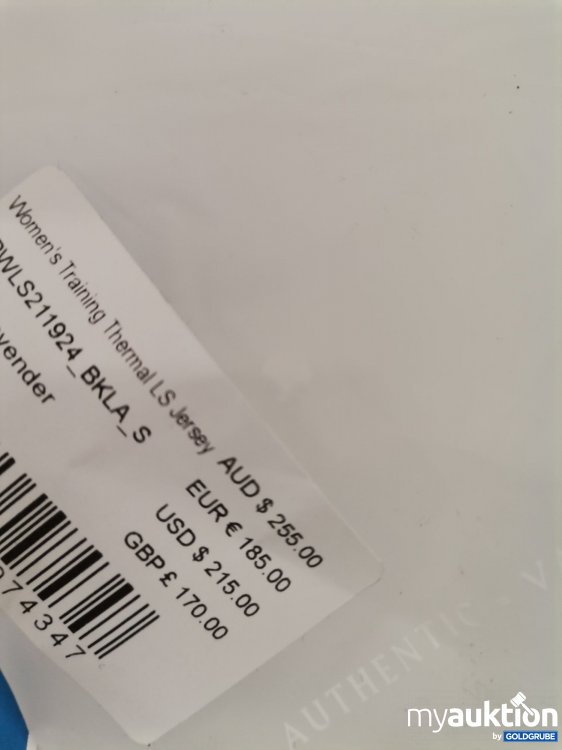 Women's Training Thermal LS Jersey
WLS211924_BKLA_S
AUD $ 255.00
EUR € 185.00
USD $ 215.00
GBP £ 170.00
74347
AUTHENTIC - V
myauktion
by GOLDGRUBE